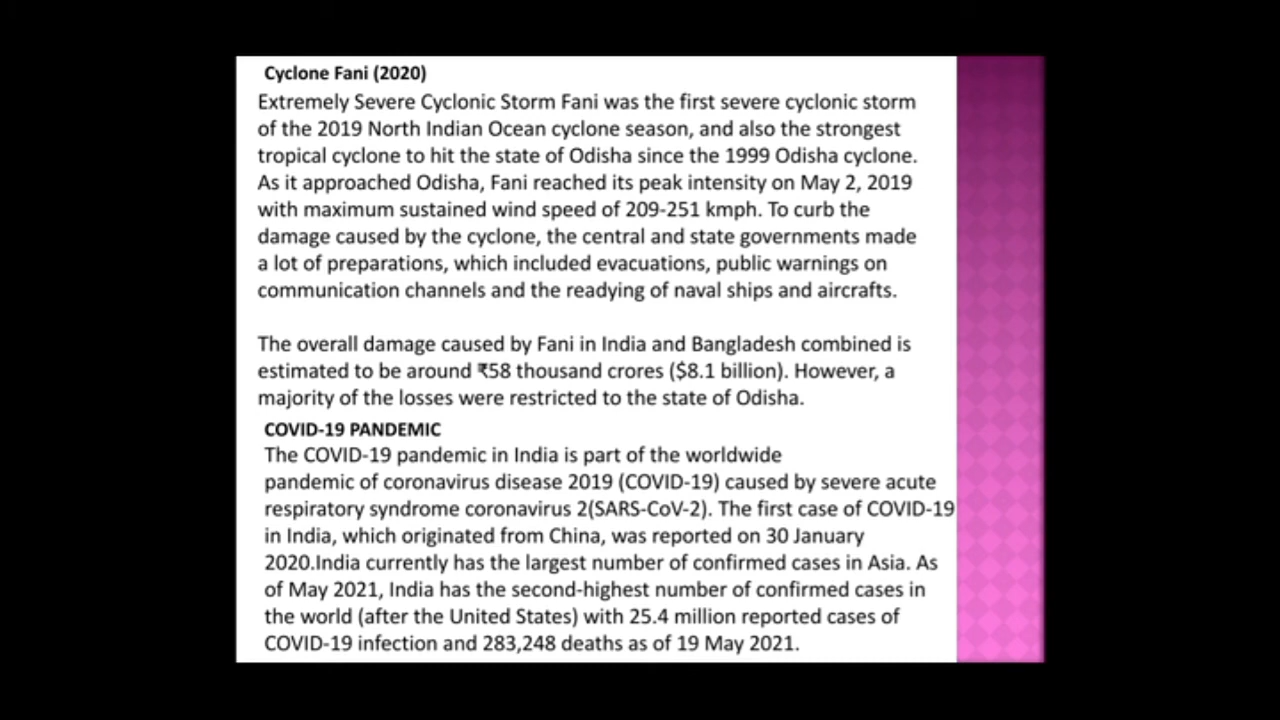 Cyclone Fani (2020)
Extremely Severe Cyclonic Storm Fani was the first severe cyclonic storm
of the 2019 North Indian Ocean cyclone season, and also the strongest
tropical cyclone to hit the state of Odisha since the 1999 Odisha cyclone.
As it approached Odisha, Fani reached its peak intensity on May 2, 2019
with maximum sustained wind speed of 209-251 kmph. To curb the
damage caused by the cyclone, the central and state governments made
a lot of preparations, which included evacuations, public warnings on
communication channels and the readying of naval ships and aircrafts.
The overall damage caused by Fani in India and Bangladesh combined is
estimated to be around ₹58 thousand crores ($8.1 billion). However, a
majority of the losses were restricted to the state of Odisha.
COVID-19 PANDEMIC
The COVID-19 pandemic in India is part of the worldwide
pandemic of coronavirus disease 2019 (COVID-19) caused by severe acute
respiratory syndrome coronavirus 2(SARS-CoV-2). The first case of COVID-19
in India, which originated from China, was reported on 30 January
2020.India currently has the largest number of confirmed cases in Asia. As
of May 2021, India has the second-highest number of confirmed cases in
the world (after the United States) with 25.4 million reported cases of
COVID-19 infection and 283,248 deaths as of 19 May 2021.